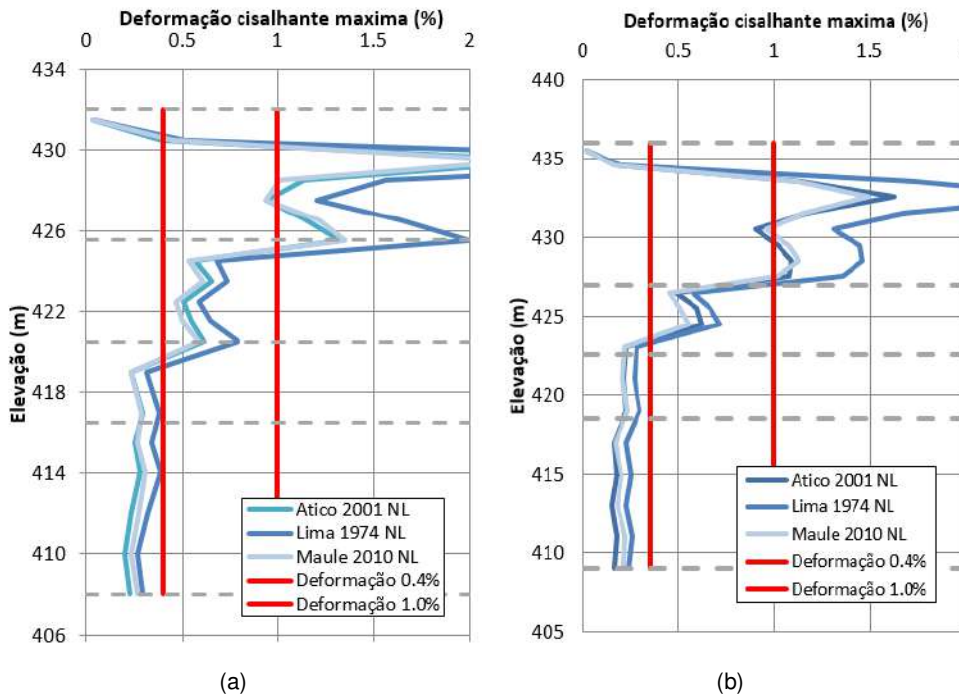 Deformação cisalhante maxima (%)
0 0.5 1 1.5 2
434
430
426
422
418
414
410
406
Elevação (m)
Atico 2001 NL
Lima 1974 NL
Maule 2010 NL
Deformação 0.4%
Deformação 1.0%
(a)
Deformação cisalhante maxima (%)
0 0.5 1 1.5
440
435
430
425
420
415
410
405
Elevação (m)
Atico 2001 NL
Lima 1974 NL
Maule 2010 NL
Deformação 0.4%
Deformação 1.0%
(b)